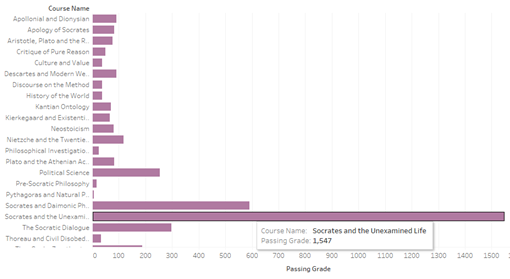 Course Name
Apollonial and Dionysian
Apology of Socrates
Aristotle, Plato and the R..
Critique of Pure Reason
Culture and Value
Descartes and Modern We..
Discourse on the Method
History of the World
Kantian Ontology
Kierkegaard and Existenti..
Neostoicism
Nietzche and the Twentie..
Philosophical Investigatio..
Plato and the Athenian Ac..
Political Science
Pre-Socratic Philosophy
Pythagoras and Natural P..
Socrates and Daimonic Ph..
Socrates and the Unexami..
The Socratic Dialogue
Thoreau and Civil Disobed..
Course Name: Socrates and the Unexamined Life
Passing Grade: 1,547
0 100 200 300 400 500 600 700 800 900 1000 1100 1200 1300 1400 1500
Passing Grade